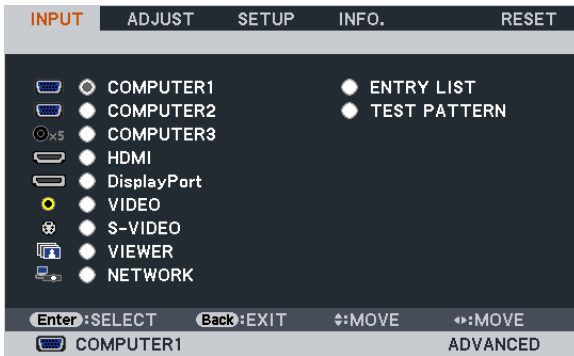 INPUT ADJUST SETUP INFO. RESET
COMPUTER1 ENTRY LIST
COMPUTER2 TEST PATTERN
×5 COMPUTER3
HDMI
DisplayPort
VIDEO
S-VIDEO
VIEWER
NETWORK
Enter:SELECT Back:EXIT :MOVE :MOVE
COMPUTER1 ADVANCED